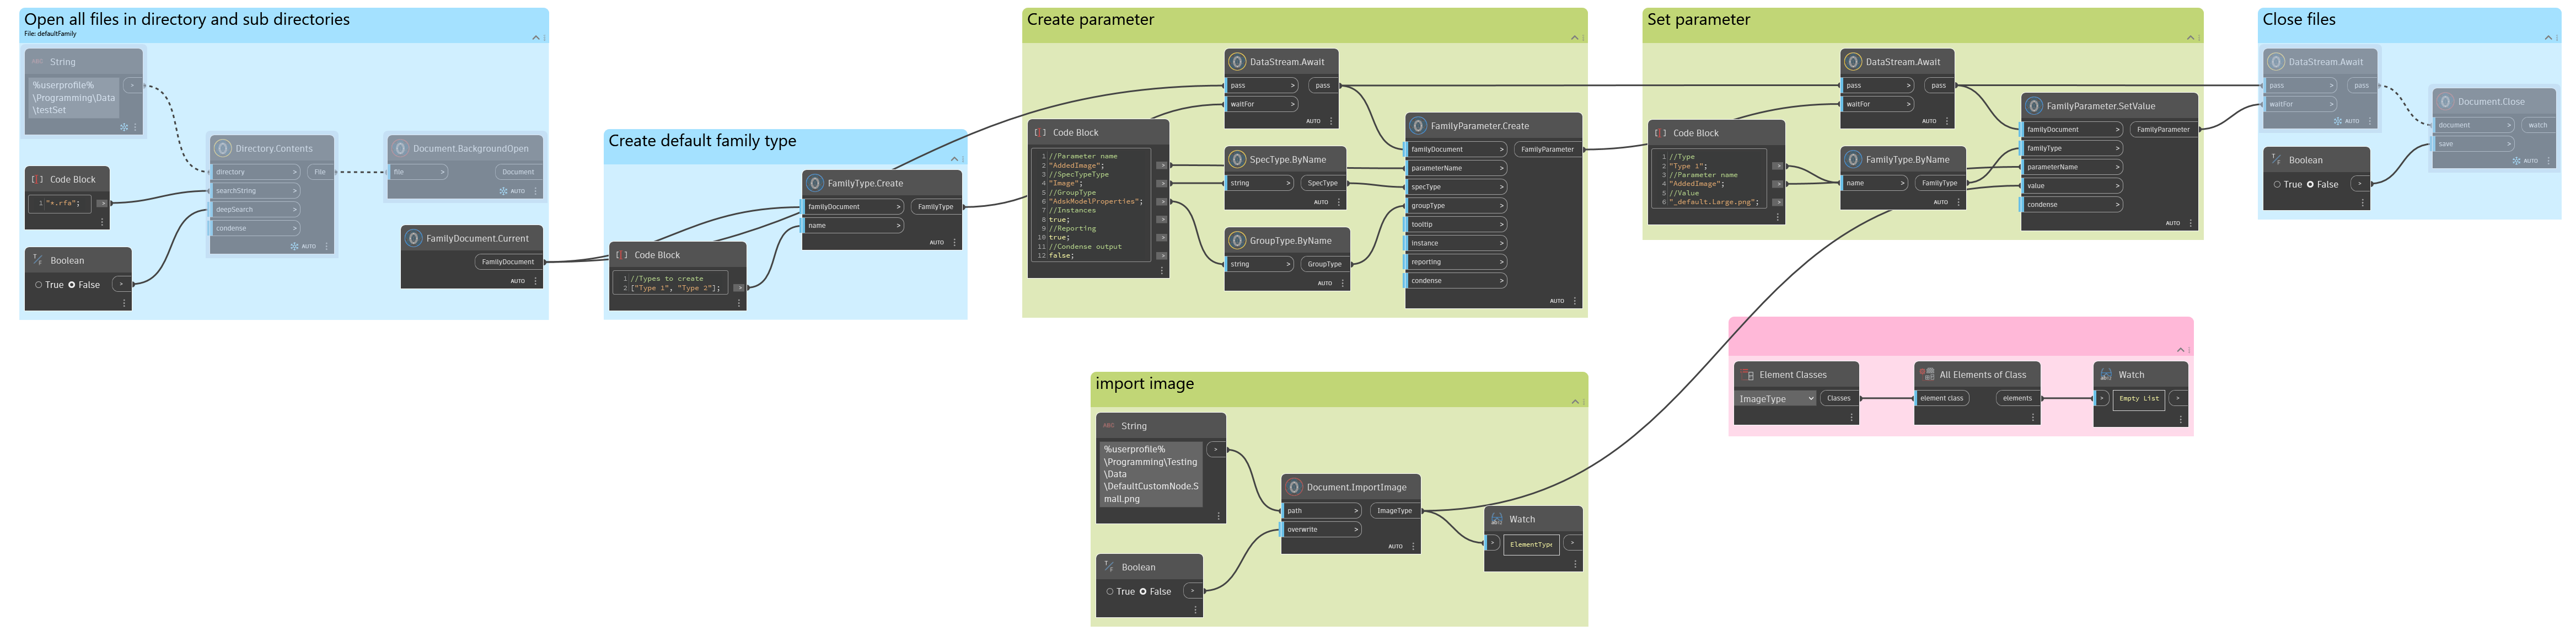 Open all files in directory and sub directories
File: defaultFamily
String
%userprofile%
\Programming\Data
\testSet
>
Code Block
1 "*.rfa";
>
Boolean
True False
>
Directory.Contents
directory > File
searchString >
deepSearch >
condense >
AUTO
Document.BackgroundOpen
file > Document
AUTO
FamilyDocument.Current
FamilyDocument
AUTO
Create default family type
Code Block
1 //Types to create
2 ["Type 1", "Type 2"];
>
FamilyType.Create
familyDocument > FamilyType
name >
AUTO
Create parameter
Code Block
1 //Parameter name
2 "AddedImage";
3 //SpecTypeType
4 "Image";
5 //GroupType
6 "AdskModelProperties";
7 //Instances
8 true;
9 //Reporting
10 true;
11 //Condense output
12 false;
DataStream.Await
pass > pass
waitFor >
AUTO
SpecType.ByName
string > SpecType
AUTO
GroupType.ByName
string > GroupType
AUTO
FamilyParameter.Create
familyDocument > FamilyParameter
parameterName >
specType >
groupType >
tooltip >
instance >
reporting >
condense >
AUTO
import image
String
%userprofile%
\Programming\Testing
\Data
\DefaultCustomNode.S
mall.png
>
Boolean
True False
>
Document.ImportImage
path > ImageType
overwrite >
AUTO
Watch
> ElementType >
Set parameter
Code Block
1 //Type
2 "Type 1";
3 //Parameter name
4 "AddedImage";
5 //Value
6 "_default.Large.png";
DataStream.Await
pass > pass
waitFor >
AUTO
FamilyType.ByName
name > FamilyType
AUTO
FamilyParameter.SetValue
familyDocument > FamilyParameter
familyType >
parameterName >
value >
condense >
AUTO
Element Classes
ImageType Classes
All Elements of Class
element class elements
Watch
> Empty List >
Close files
DataStream.Await
pass > pass
waitFor >
AUTO
Boolean
True False
>
Document.Close
document > watch
save >
AUTO